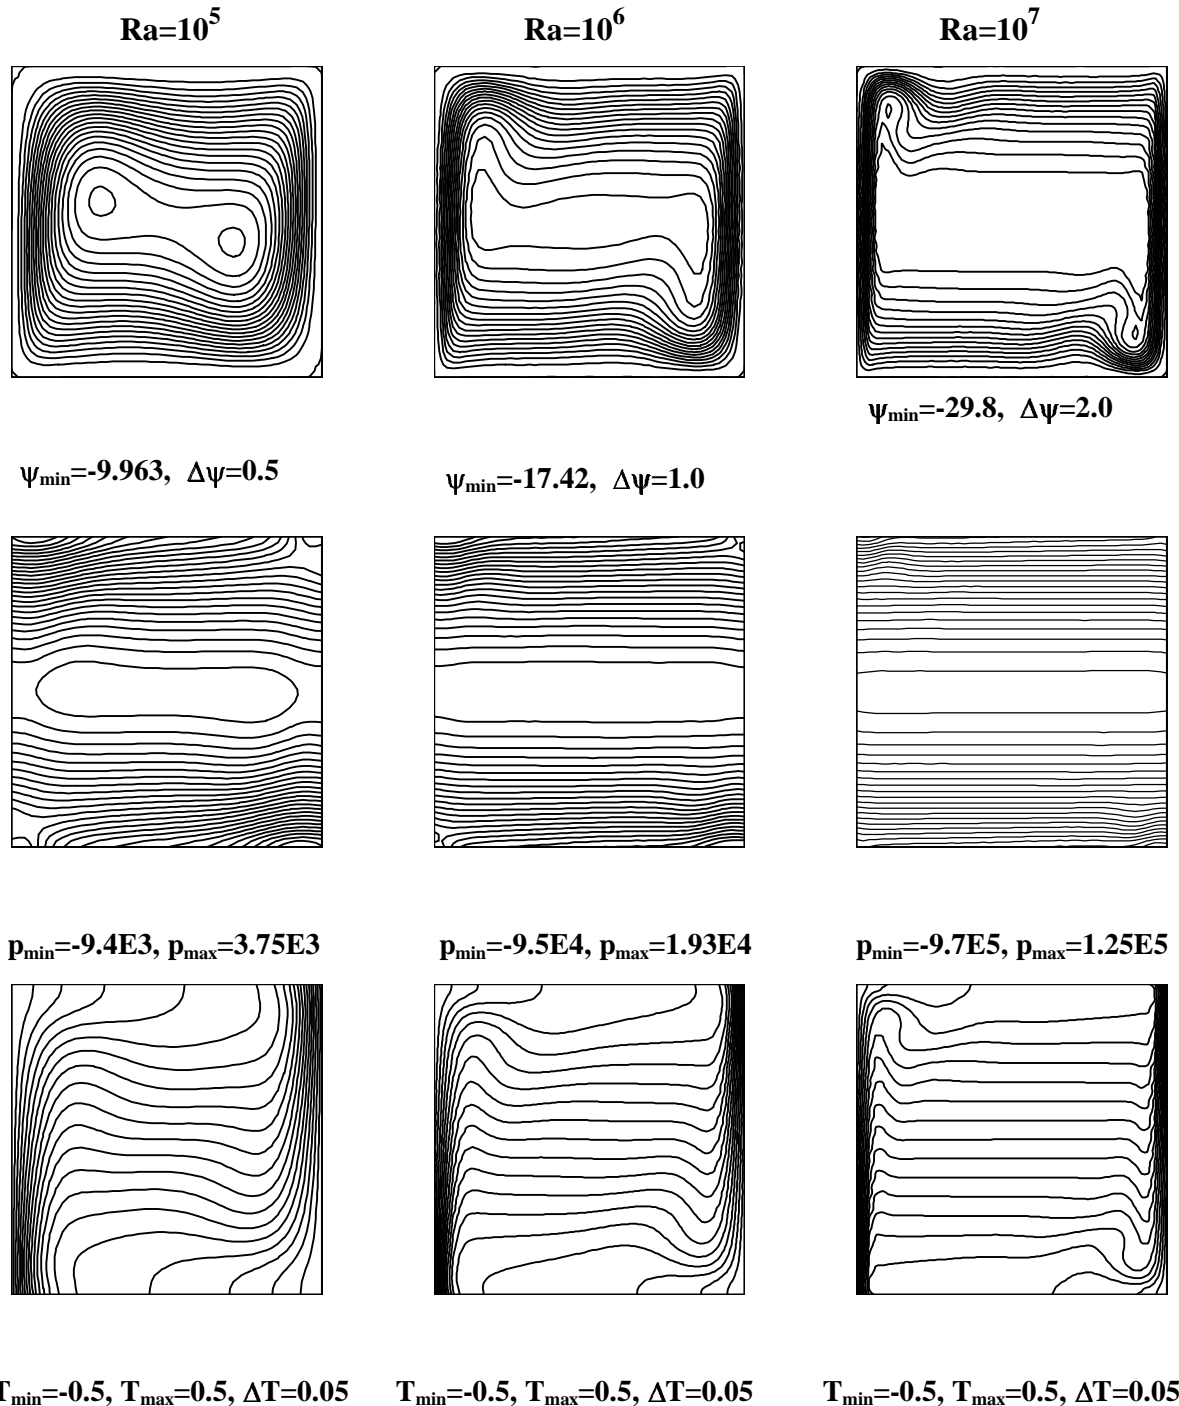 Ra=10^5 Ra=10^6 Ra=10^7
ψmin=-29.8, Δψ=2.0
ψmin=-9.963, Δψ=0.5 ψmin=-17.42, Δψ=1.0
pmin=-9.4E3, pmax=3.75E3 pmin=-9.5E4, pmax=1.93E4 pmin=-9.7E5, pmax=1.25E5
Tmin=-0.5, Tmax=0.5, ΔT=0.05 Tmin=-0.5, Tmax=0.5, ΔT=0.05 Tmin=-0.5, Tmax=0.5, ΔT=0.05